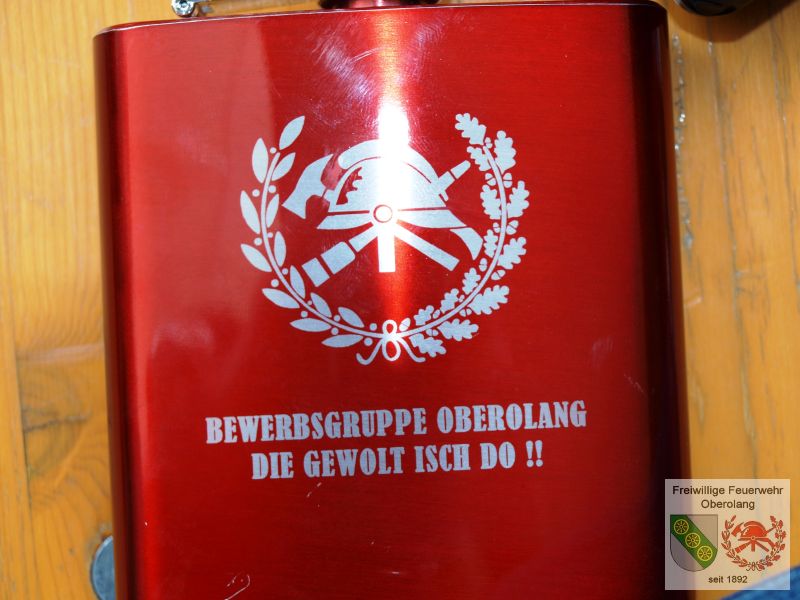 BEWERBSGRUPPE OBEROLANG
DIE GEWOLT ISCH DO !!
Freiwillige Feuerwehr
Oberolang
seit 1892